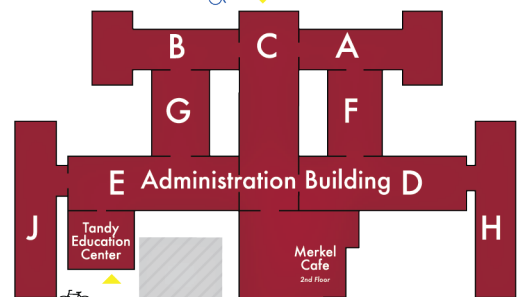 B C A
G F
E Administration Building D
J
Tandy
Education
Center
H
Merkel
Cafe
2nd Floor